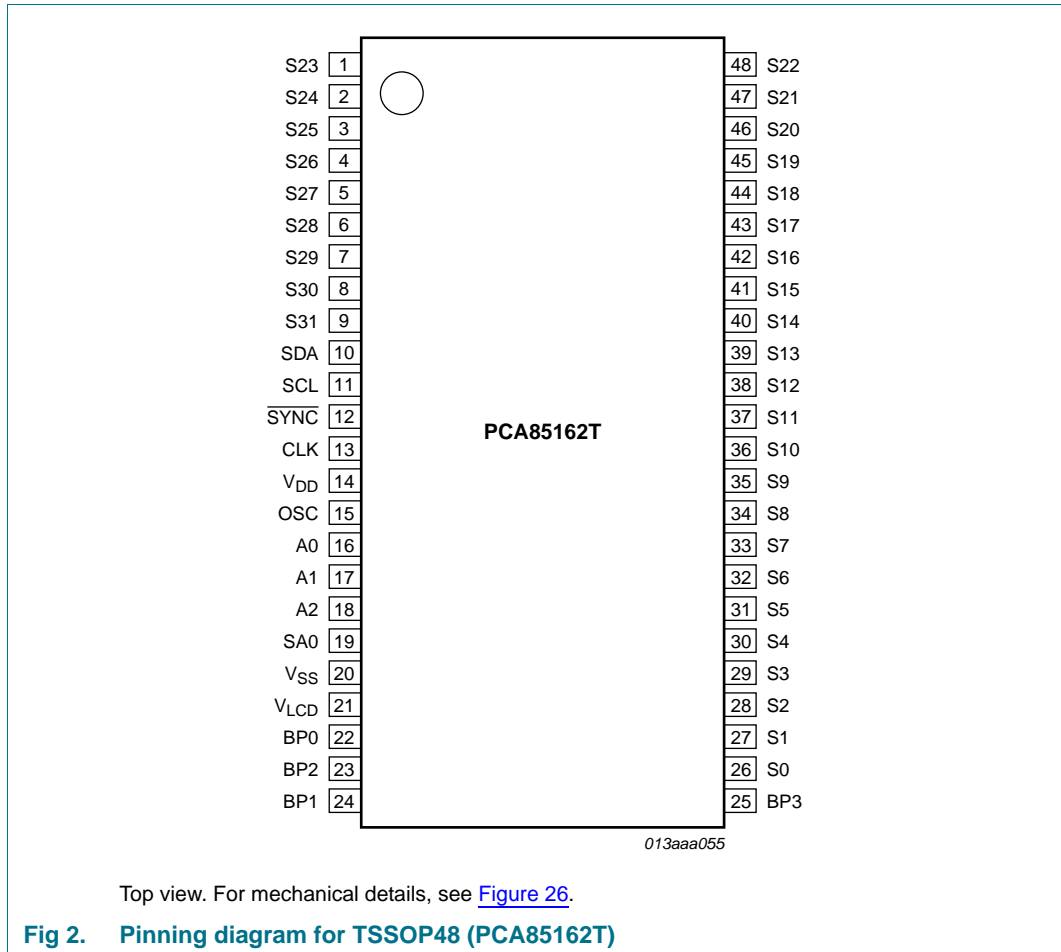 S23 1 48 S22
S24 2 47 S21
S25 3 46 S20
S26 4 45 S19
S27 5 44 S18
S28 6 43 S17
S29 7 42 S16
S30 8 41 S15
S31 9 40 S14
SDA 10 39 S13
SCL 11 38 S12
SYNC 12 37 S11
PCA85162T
CLK 13 36 S10
VDD 14 35 S9
OSC 15 34 S8
A0 16 33 S7
A1 17 32 S6
A2 18 31 S5
SA0 19 30 S4
VSS 20 29 S3
VLCD 21 28 S2
BP0 22 27 S1
BP2 23 26 S0
BP1 24 25 BP3
013aaa055
Top view. For mechanical details, see Figure 26.
Fig 2. Pinning diagram for TSSOP48 (PCA85162T)